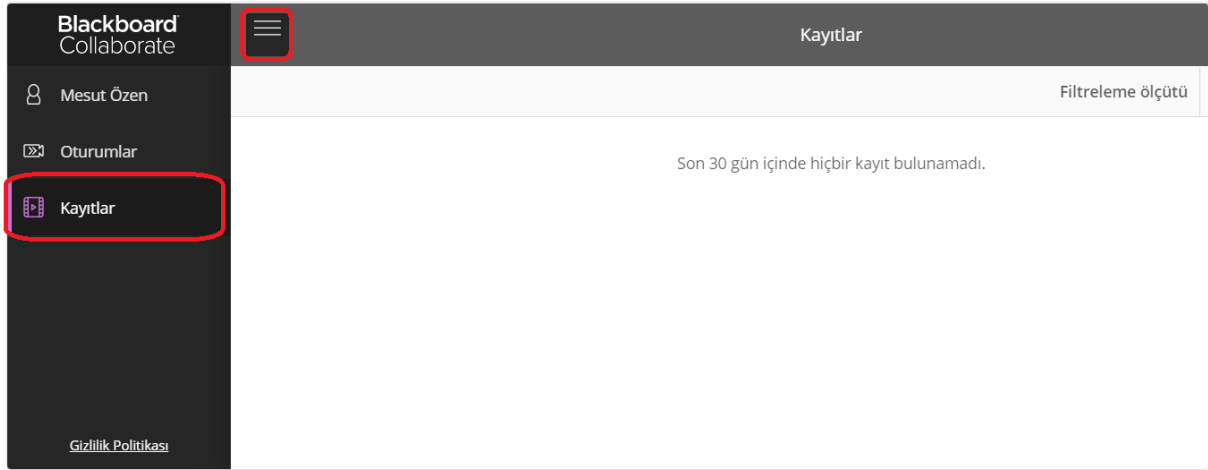 Blackboard
Collaborate
Mesut Özen
Oturumlar
Kayıtlar
Gizlilik Politikası
Kayıtlar
Filtreleme ölçütü
Son 30 gün içinde hiçbir kayıt bulunamadı.